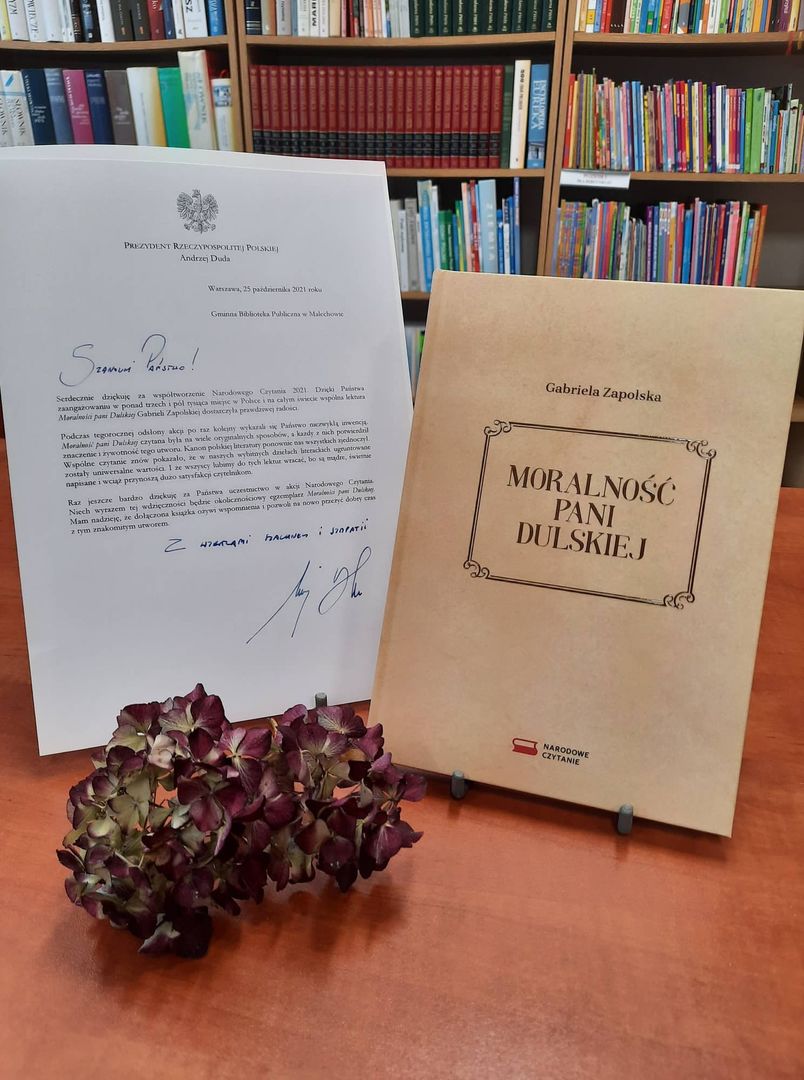 PREZYDENT RZECZYPOSPOLITEJ POLSKIEJ
Andrzej Duda
Warszawa, 25 października 2021 roku
Gminna Biblioteka Publiczna w Malechowie
Szanowni Państwo!
Serdecznie dziękuję za współtworzenie Narodowego Czytania 2021. Dzięki Państwa
zaangażowaniu w ponad trzech i pół tysiąca miejsc w Polsce i na całym świecie wspólna lektura
Moralności pani Dulskiej Gabrieli Zapolskiej dostarczyła prawdziwej radości.
Podczas tegorocznej odsłony akcji po raz kolejny wykazali się Państwo niezwykłą inwencją.
Moralność pani Dulskiej czytana była na wiele oryginalnych sposobów, a każdy z nich potwierdził
znaczenie i żywotność tego utworu. Kanon polskiej literatury ponownie nas wszystkich zjednoczył.
Wspólne czytanie znów pokazało, że w naszych wybitnych dziełach literackich ugruntowane
zostały uniwersalne wartości. I że wszyscy lubimy do tych lektur wracać, bo są mądre, świetnie
napisane i wciąż przynoszą dużo satysfakcji czytelnikom.
Raz jeszcze bardzo dziękuję za Państwa uczestnictwo w akcji Narodowego Czytania.
Niech wyrazem tej wdzięczności będzie okolicznościowy egzemplarz Moralności pani Dulskiej.
Mam nadzieję, że dołączona książka ożywi wspomnienia i pozwoli na nowo przeżyć dobry czas
z tym znakomitym utworem.
Z wyrazami szacunku i sympatii
Gabriela Zapolska
MORALNOŚĆ
PANI
DULSKIEJ
NARODOWE
CZYTANIE